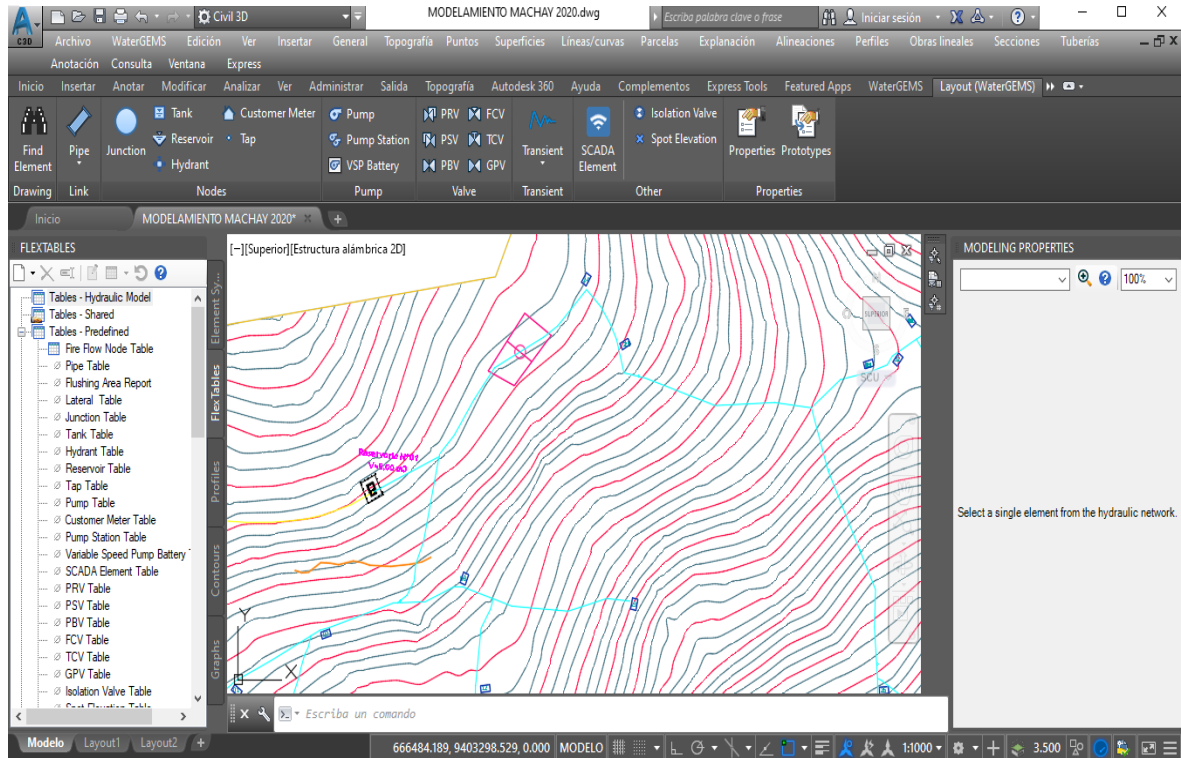 Civil 3D
MODELAMIENTO MACHAY 2020.dwg
Escriba palabra clave o frase
Iniciar sesión
C3D
Archivo WaterGEMS Edición Ver Insertar General Topografía Puntos Superficies Líneas/curvas Parcelas Explanación Alineaciones Perfiles Obras lineales Secciones Tuberías
Anotación Consulta Ventana Express
Inicio Insertar Anotar Modificar Analizar Ver Administrar Salida Topografía Autodesk 360 Ayuda Complementos Express Tools Featured Apps WaterGEMS Layout (WaterGEMS)
Tank Customer Meter Pump PRV FCV Isolation Valve
Reservoir Tap Pump Station PSV TCV Spot Elevation
Hydrant VSP Battery PBV GPV
Find Element Pipe Junction Transient SCADA Element Properties Prototypes
Drawing Link Nodes Pump Valve Transient Other Properties
Inicio MODELAMIENTO MACHAY 2020*
FLEXTABLES
Tables - Hydraulic Model
Tables - Shared
Tables - Predefined
Fire Flow Node Table
Pipe Table
Flushing Area Report
Lateral Table
Junction Table
Tank Table
Hydrant Table
Reservoir Table
Tap Table
Pump Table
Customer Meter Table
Pump Station Table
Variable Speed Pump Battery
SCADA Element Table
PRV Table
PSV Table
PBV Table
FCV Table
TCV Table
GPV Table
Isolation Valve Table
Element Sy...
FlexTables
Profiles
Contours
Graphs
[−][Superior][Estructura alámbrica 2D]
SUPERIOR
SCU
Reservorio Nº01
Y
X
MODELING PROPERTIES
100%
Select a single element from the hydraulic network.
Escriba un comando
Modelo Layout1 Layout2
666484.189, 9403298.529, 0.000 MODELO 1:1000 3.500